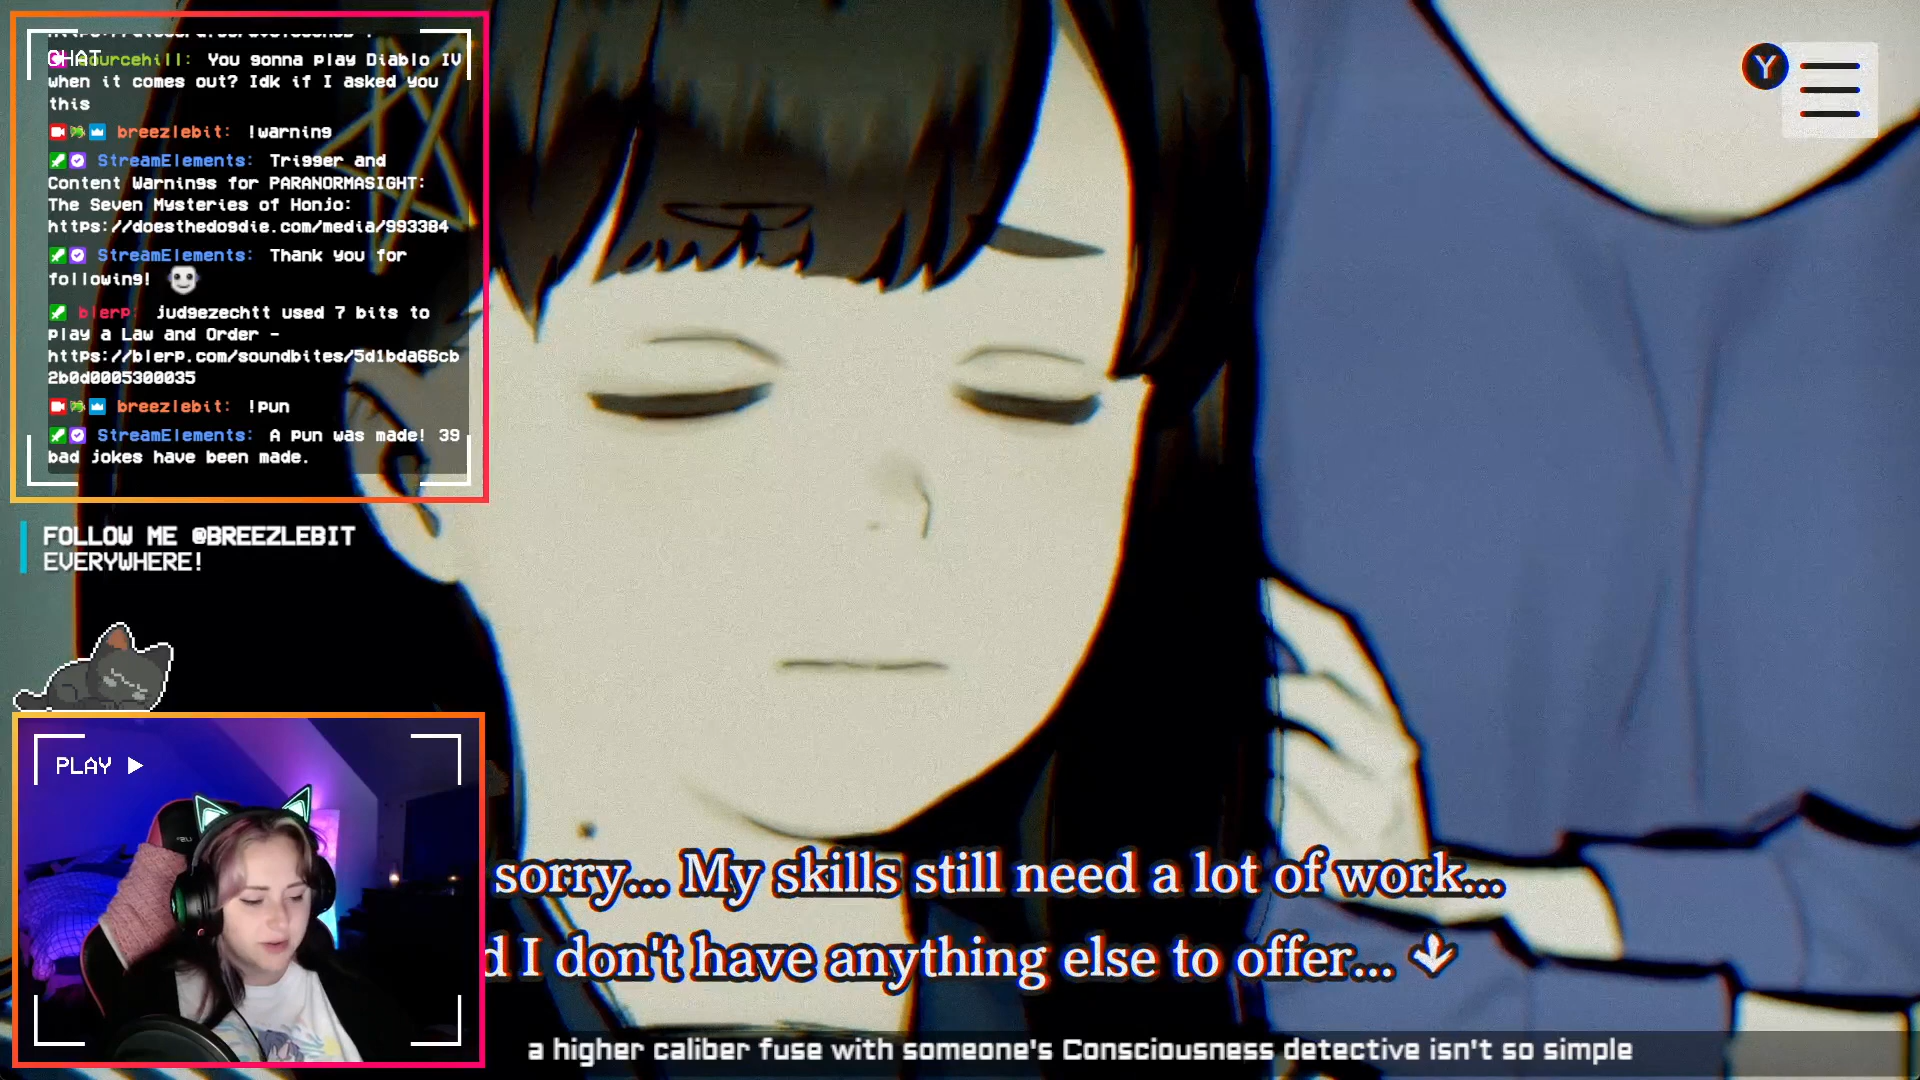 CHAT
ourcehill: You gonna play Diablo IV
when it comes out? Idk if I asked you
this
breezlebit: !warning
StreamElements: Trigger and
Content Warnings for PARANORMASIGHT:
The Seven Mysteries of Honjo:
https://doesthedogdie.com/media/993384
StreamElements: Thank you for
following!
blerp: judgezechtt used 7 bits to
play a Law and Order -
https://blerp.com/soundbites/5d1bda66cb
2b0d0005300035
breezlebit: !pun
StreamElements: A pun was made! 39
bad jokes have been made.
FOLLOW ME @BREEZLEBIT
EVERYWHERE!
PLAY
Y
sorry... My skills still need a lot of work...
d I don't have anything else to offer...
a higher caliber fuse with someone's Consciousness detective isn't so simple